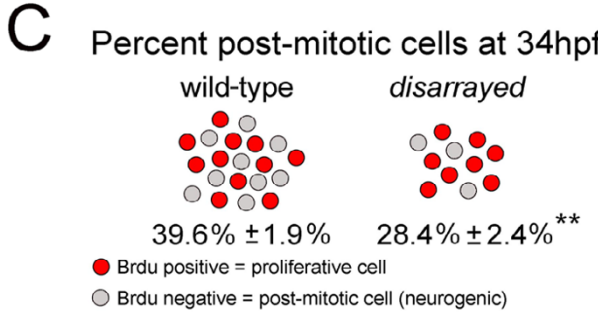 C
Percent post-mitotic cells at 34hpf
wild-type disarrayed
39.6% ±1.9% 28.4%±2.4%**
Brdu positive = proliferative cell
Brdu negative = post-mitotic cell (neurogenic)